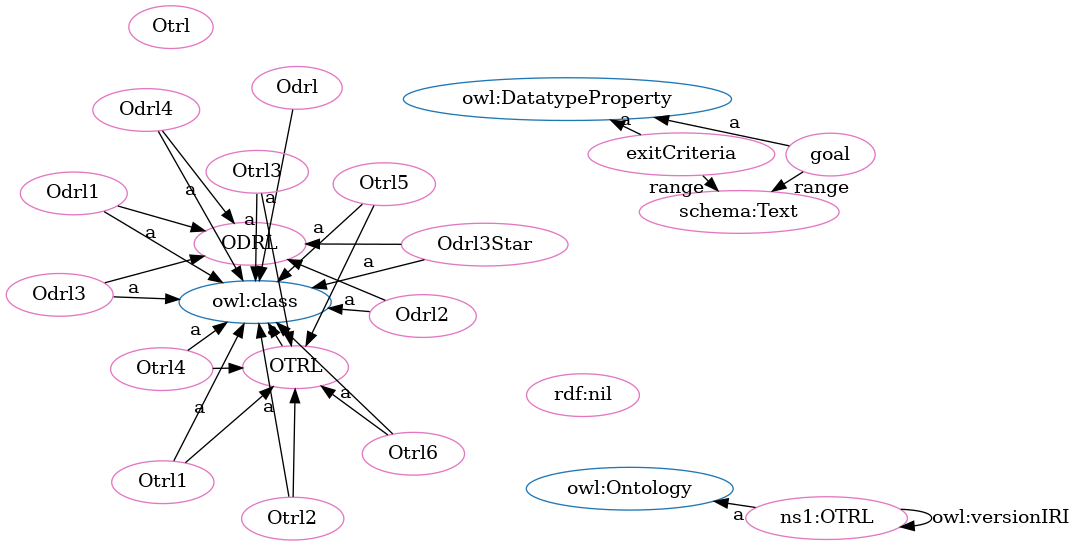 Otrl
Odrl
Odrl4
owl:DatatypeProperty
a
a
exitCriteria
goal
Otrl3
Otrl5
Odrl1
a
a
range
range
schema:Text
a
a
a
ODRL
Odrl3Star
a
Odrl3
a
owl:class
a
Odrl2
a
Otrl4
OTRL
a
rdf:nil
a
a
Otrl6
Otrl1
owl:Ontology
Otrl2
a
ns1:OTRL
owl:versionIRI